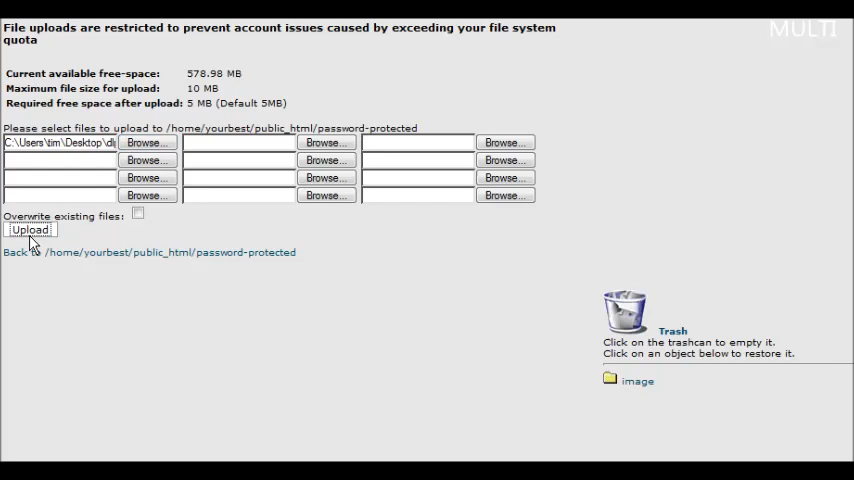 MULTI
File uploads are restricted to prevent account issues caused by exceeding your file system
quota
Current available free-space: 578.98 MB
Maximum file size for upload: 10 MB
Required free space after upload: 5 MB (Default 5MB)
Please select files to upload to /home/yourbest/public_html/password-protected
C:\Users\tim\Desktop\dl Browse... Browse... Browse...
Browse... Browse... Browse...
Browse... Browse... Browse...
Browse... Browse... Browse...
Overwrite existing files:
Upload
Back to /home/yourbest/public_html/password-protected
Trash
Click on the trashcan to empty it.
Click on an object below to restore it.
image